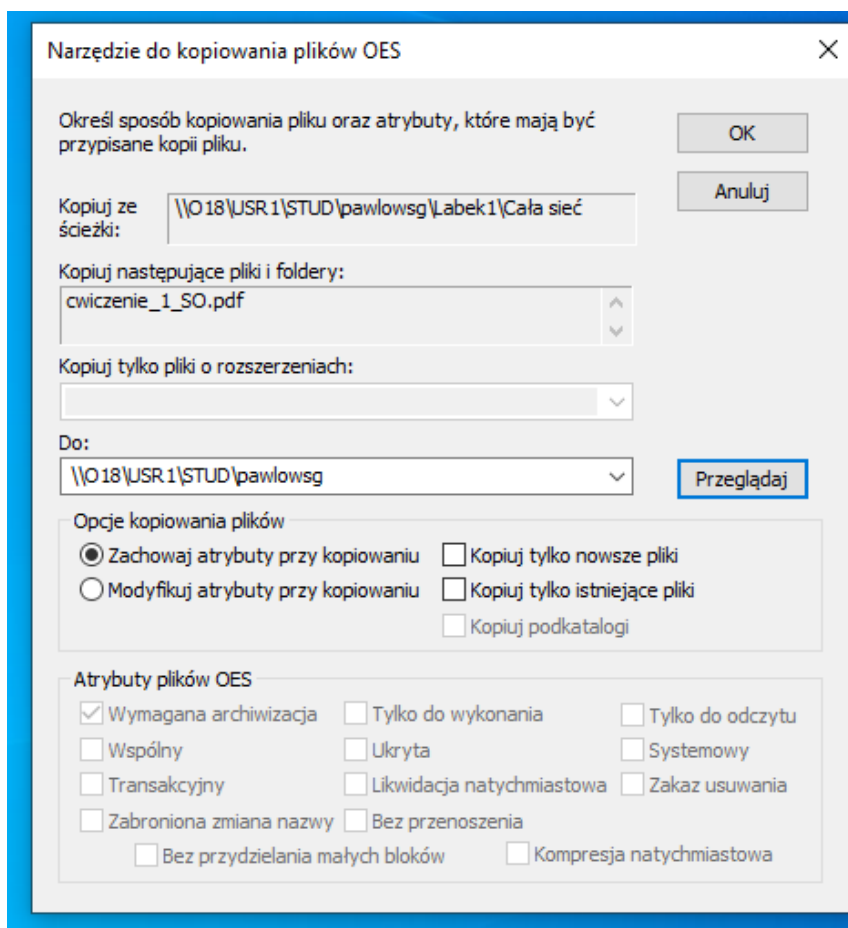 Narzędzie do kopiowania plików OES
Określ sposób kopiowania pliku oraz atrybuty, które mają być
przypisane kopii pliku.
OK
Anuluj
Kopiuj ze
ścieżki:
\\O18\USR1\STUD\pawlowsg\Labek1\Cała sieć
Kopiuj następujące pliki i foldery:
cwiczenie_1_SO.pdf
Kopiuj tylko pliki o rozszerzeniach:
Do:
\\O18\USR1\STUD\pawlowsg
Przeglądaj
Opcje kopiowania plików
Zachowaj atrybuty przy kopiowaniu
Kopiuj tylko nowsze pliki
Modyfikuj atrybuty przy kopiowaniu
Kopiuj tylko istniejące pliki
Kopiuj podkatalogi
Atrybuty plików OES
Wymagana archiwizacja
Tylko do wykonania
Tylko do odczytu
Wspólny
Ukryta
Systemowy
Transakcyjny
Likwidacja natychmiastowa
Zakaz usuwania
Zabroniona zmiana nazwy
Bez przenoszenia
Bez przydzielania małych bloków
Kompresja natychmiastowa